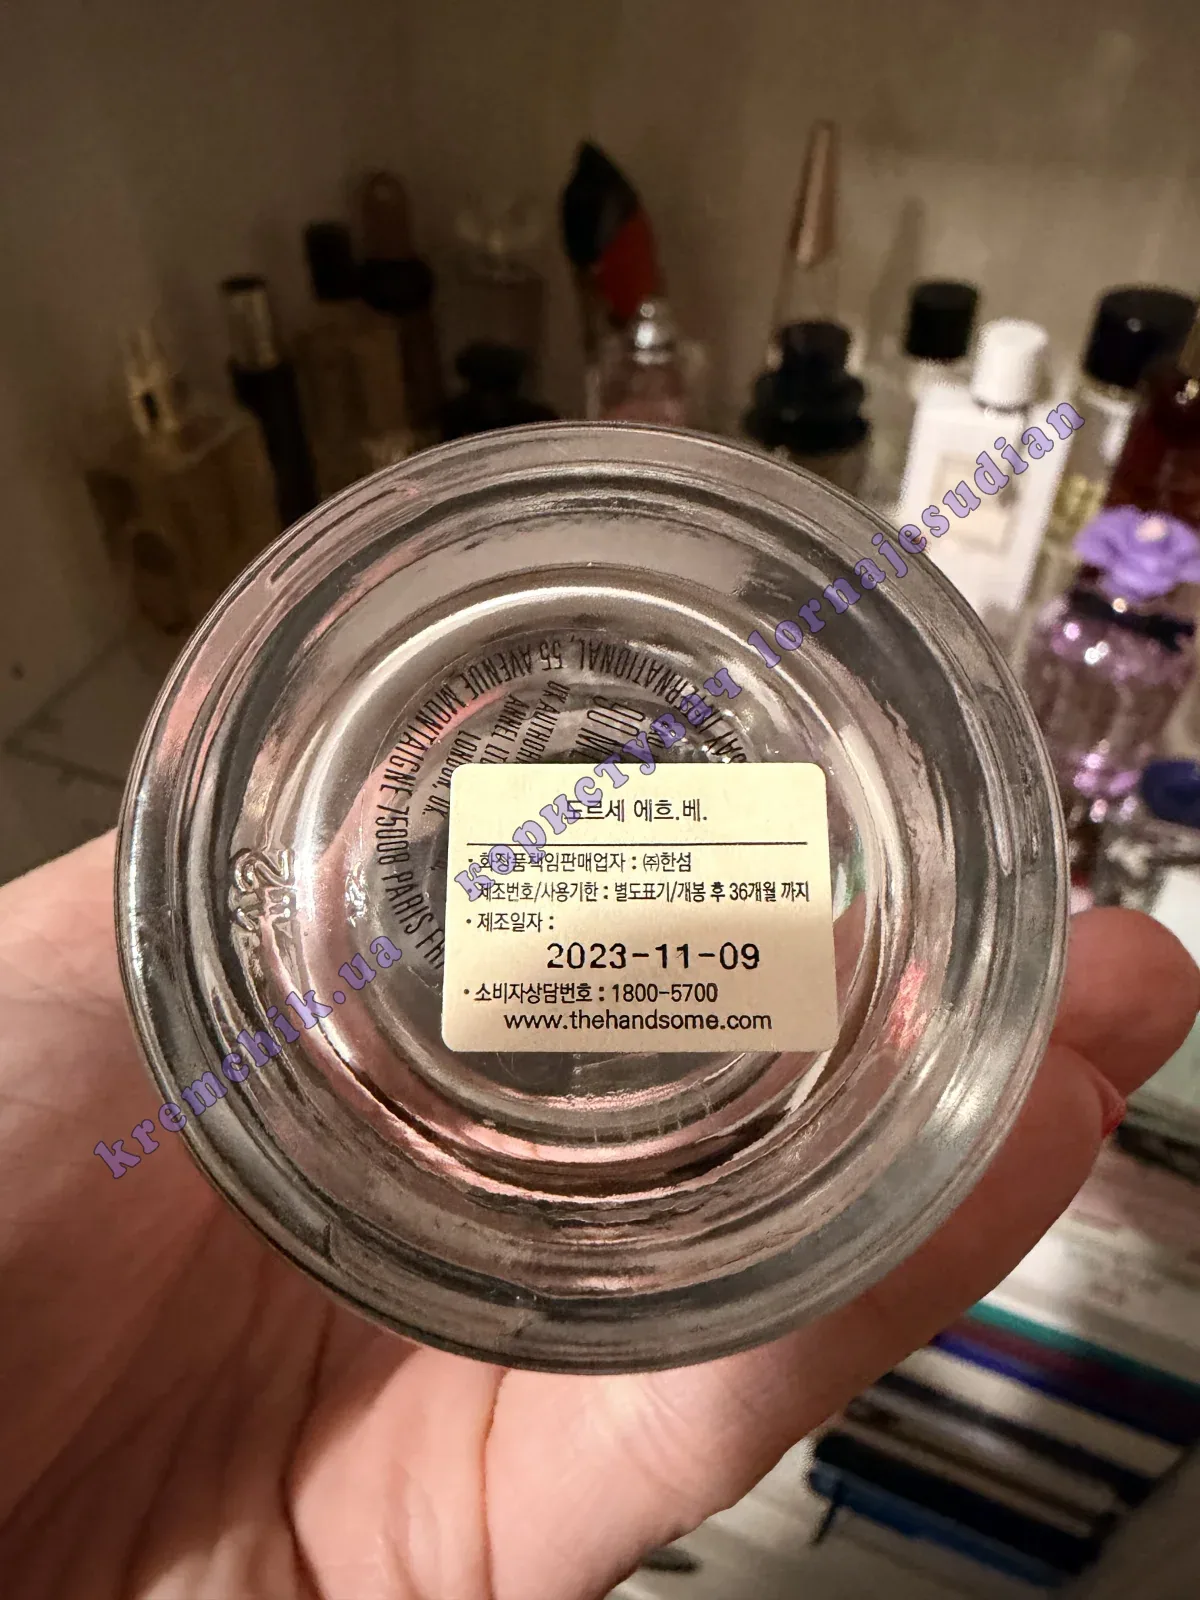 도르세 에흐.베.
· 화장품책임판매업자 : ㈜한섬
· 제조번호/사용기한 : 별도표기/개봉 후 36개월 까지
· 제조일자 :
2023-11-09
· 소비자상담번호 : 1800-5700
www.thehandsome.com
INTERNATIONAL, 55 AVENUE MONTAIGNE 75008 PARIS
LONDON, UK.
90
kremchik.ua користувач lornajesudian